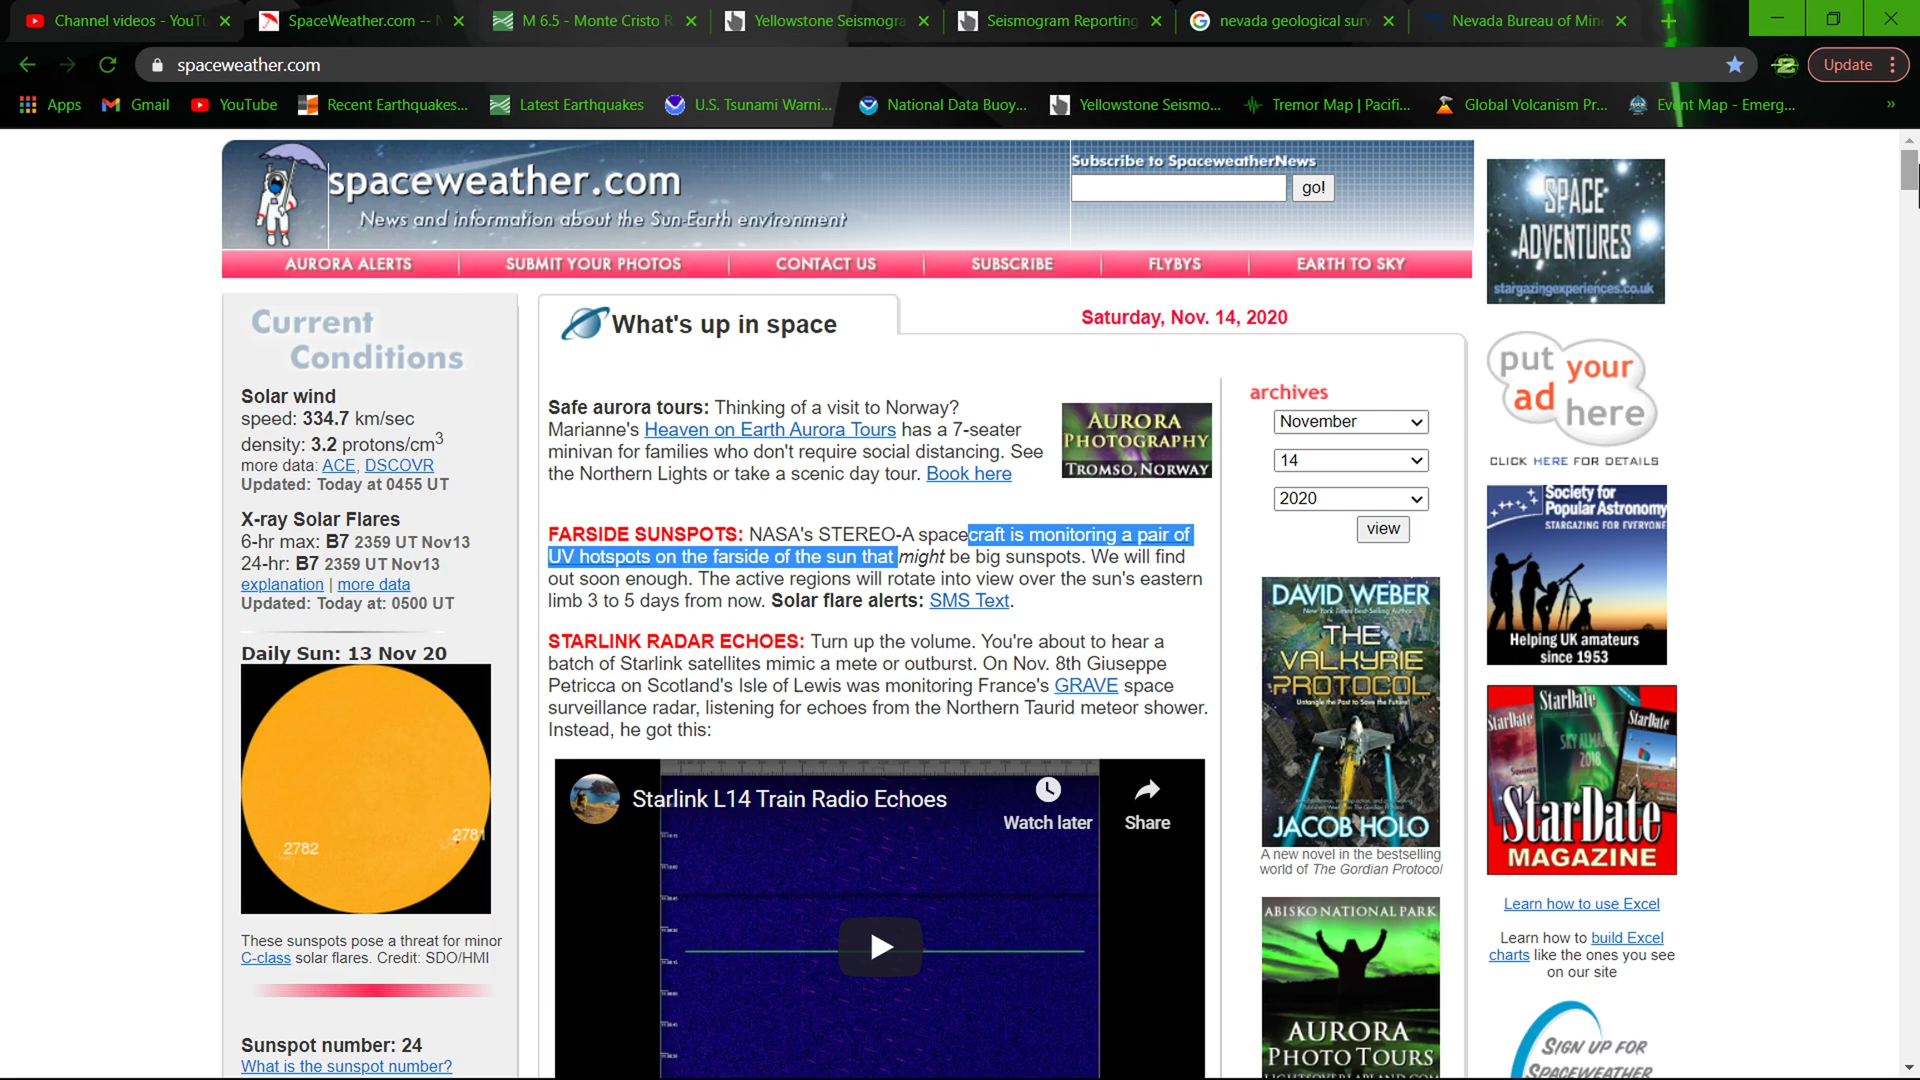 Channel videos - YouTu
SpaceWeather.com -- N
M 6.5 - Monte Cristo R
Yellowstone Seismogra
Seismogram Reporting
nevada geological surv
Nevada Bureau of Mine
spaceweather.com
Update
Apps
Gmail
YouTube
Recent Earthquakes...
Latest Earthquakes
U.S. Tsunami Warni...
National Data Buoy...
Yellowstone Seismo...
Tremor Map | Pacifi...
Global Volcanism Pr...
Event Map - Emerg...
»
spaceweather.com
News and information about the Sun-Earth environment
Subscribe to SpaceweatherNews
go!
AURORA ALERTS
SUBMIT YOUR PHOTOS
CONTACT US
SUBSCRIBE
FLYBYS
EARTH TO SKY
Current
Conditions
Solar wind
speed: 334.7 km/sec
density: 3.2 protons/cm3
more data: ACE, DSCOVR
Updated: Today at 0455 UT
X-ray Solar Flares
6-hr max: B7 2359 UT Nov13
24-hr: B7 2359 UT Nov13
explanation | more data
Updated: Today at: 0500 UT
Daily Sun: 13 Nov 20
2782
2781
These sunspots pose a threat for minor
C-class solar flares. Credit: SDO/HMI
Sunspot number: 24
What is the sunspot number?
What's up in space
Saturday, Nov. 14, 2020
Safe aurora tours: Thinking of a visit to Norway?
Marianne's Heaven on Earth Aurora Tours has a 7-seater
minivan for families who don't require social distancing. See
the Northern Lights or take a scenic day tour. Book here
AURORA
PHOTOGRAPHY
TROMSO, NORWAY
FARSIDE SUNSPOTS: NASA's STEREO-A spacecraft is monitoring a pair of
UV hotspots on the farside of the sun that might be big sunspots. We will find
out soon enough. The active regions will rotate into view over the sun's eastern
limb 3 to 5 days from now. Solar flare alerts: SMS Text.
STARLINK RADAR ECHOES: Turn up the volume. You're about to hear a
batch of Starlink satellites mimic a mete or outburst. On Nov. 8th Giuseppe
Petricca on Scotland's Isle of Lewis was monitoring France's GRAVE space
surveillance radar, listening for echoes from the Northern Taurid meteor shower.
Instead, he got this:
Starlink L14 Train Radio Echoes
Watch later
Share
archives
November
14
2020
view
DAVID WEBER
THE
VALKYRIE
PROTOCOL
Untangle the Past to Save the Future!
JACOB HOLO
A new novel in the bestselling
world of The Gordian Protocol
ABISKO NATIONAL PARK
AURORA
PHOTO TOURS
LIGHTSOVERLAPLAND.COM
SPACE
ADVENTURES
stargazingexperiences.co.uk
put your
ad here
CLICK HERE FOR DETAILS
Society for
Popular Astronomy
STARGAZING FOR EVERYONE
Helping UK amateurs
since 1953
StarDate
StarDate
StarDate
SKY ALMANAC
2018
StarDate
MAGAZINE
Learn how to use Excel
Learn how to build Excel
charts like the ones you see
on our site
SIGN UP FOR
SPACEWEATHER